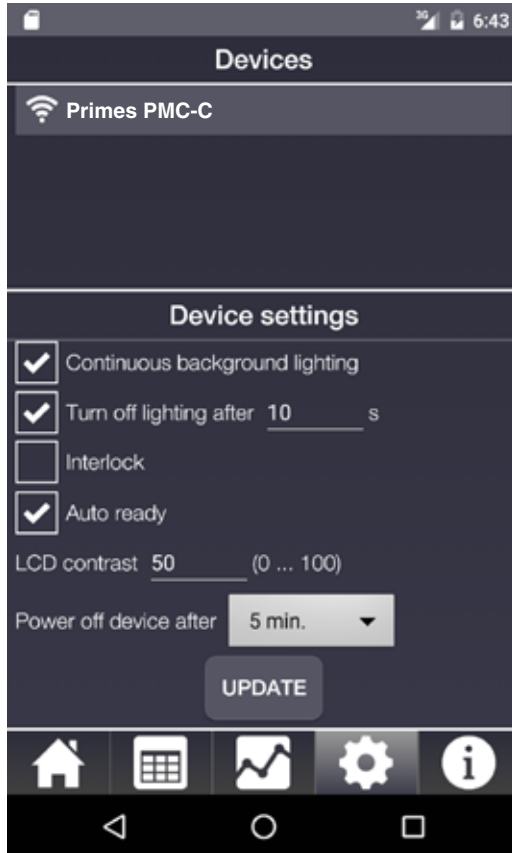 3G 6:43
Devices
Primes PMC-C
Device settings
Continuous background lighting
Turn off lighting after 10 s
Interlock
Auto ready
LCD contrast 50 (0 ... 100)
Power off device after 5 min.
UPDATE
i